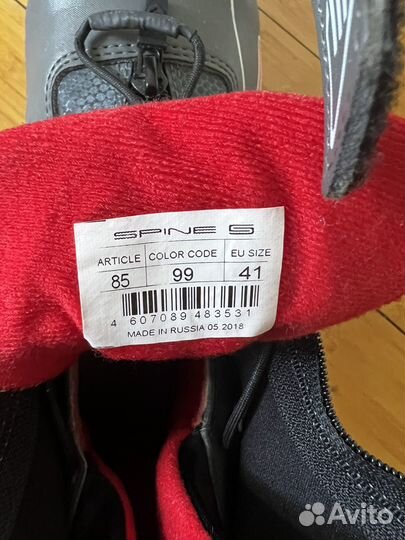 SPINE S
ARTICLE COLOR CODE EU SIZE
85 99 41
4 607089 483531
MADE IN RUSSIA 05.2018
Avito